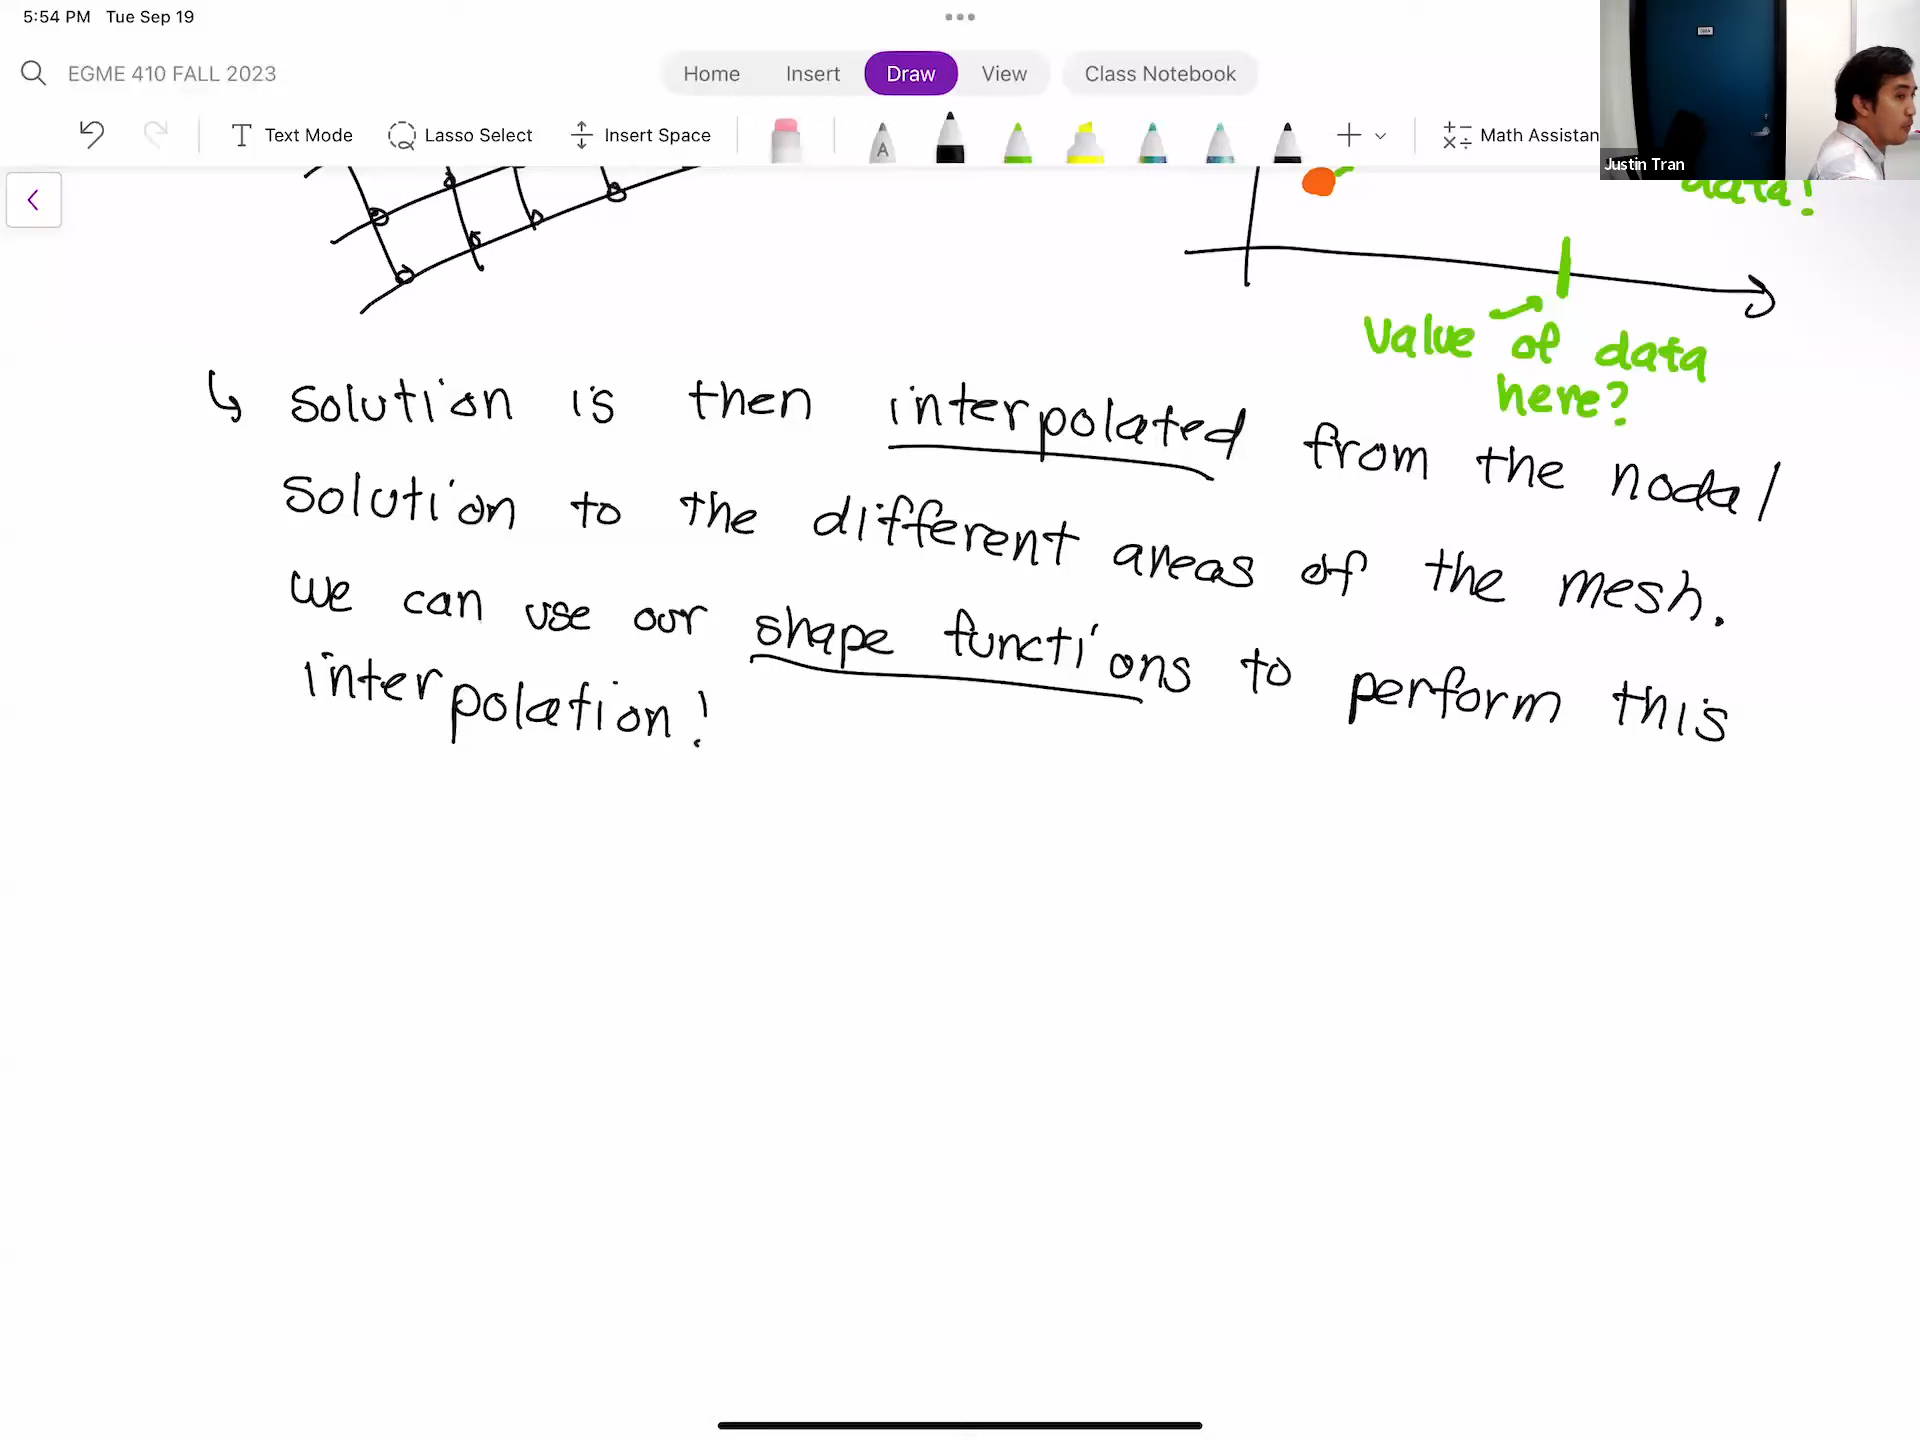 5:54 PM Tue Sep 19
EGME 410 FALL 2023
Home Insert Draw View Class Notebook
Text Mode Lasso Select Insert Space A Math Assistan
Justin Tran
data!
value of data
here?
↳ solution is then interpolated from the nodal
solution to the different areas of the mesh.
we can use our shape functions to perform this
interpolation!